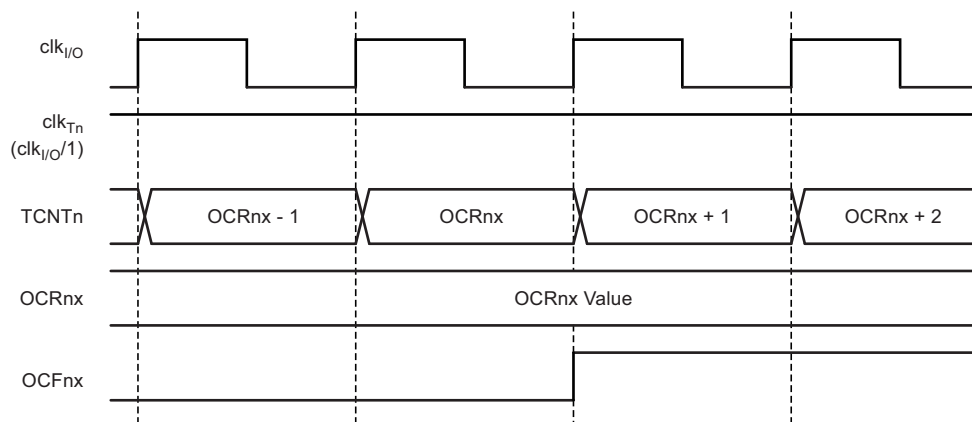 clkI/O
clkTn
(clkI/O/1)
TCNTn
OCRnx - 1
OCRnx
OCRnx + 1
OCRnx + 2
OCRnx
OCRnx Value
OCFnx